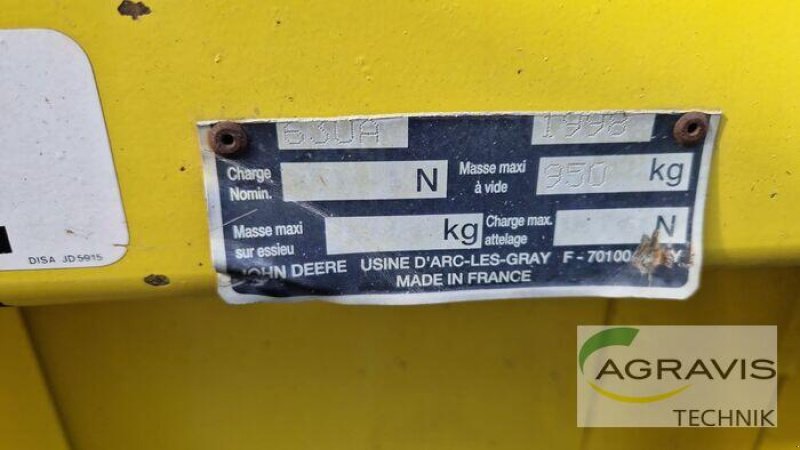 630A 1998
Charge Nomin. N Masse maxi à vide 950 kg
Masse maxi sur essieu kg Charge max. attelage N
JOHN DEERE USINE D'ARC-LES-GRAY F - 70100
MADE IN FRANCE
DISA JD5915
AGRAVIS
TECHNIK